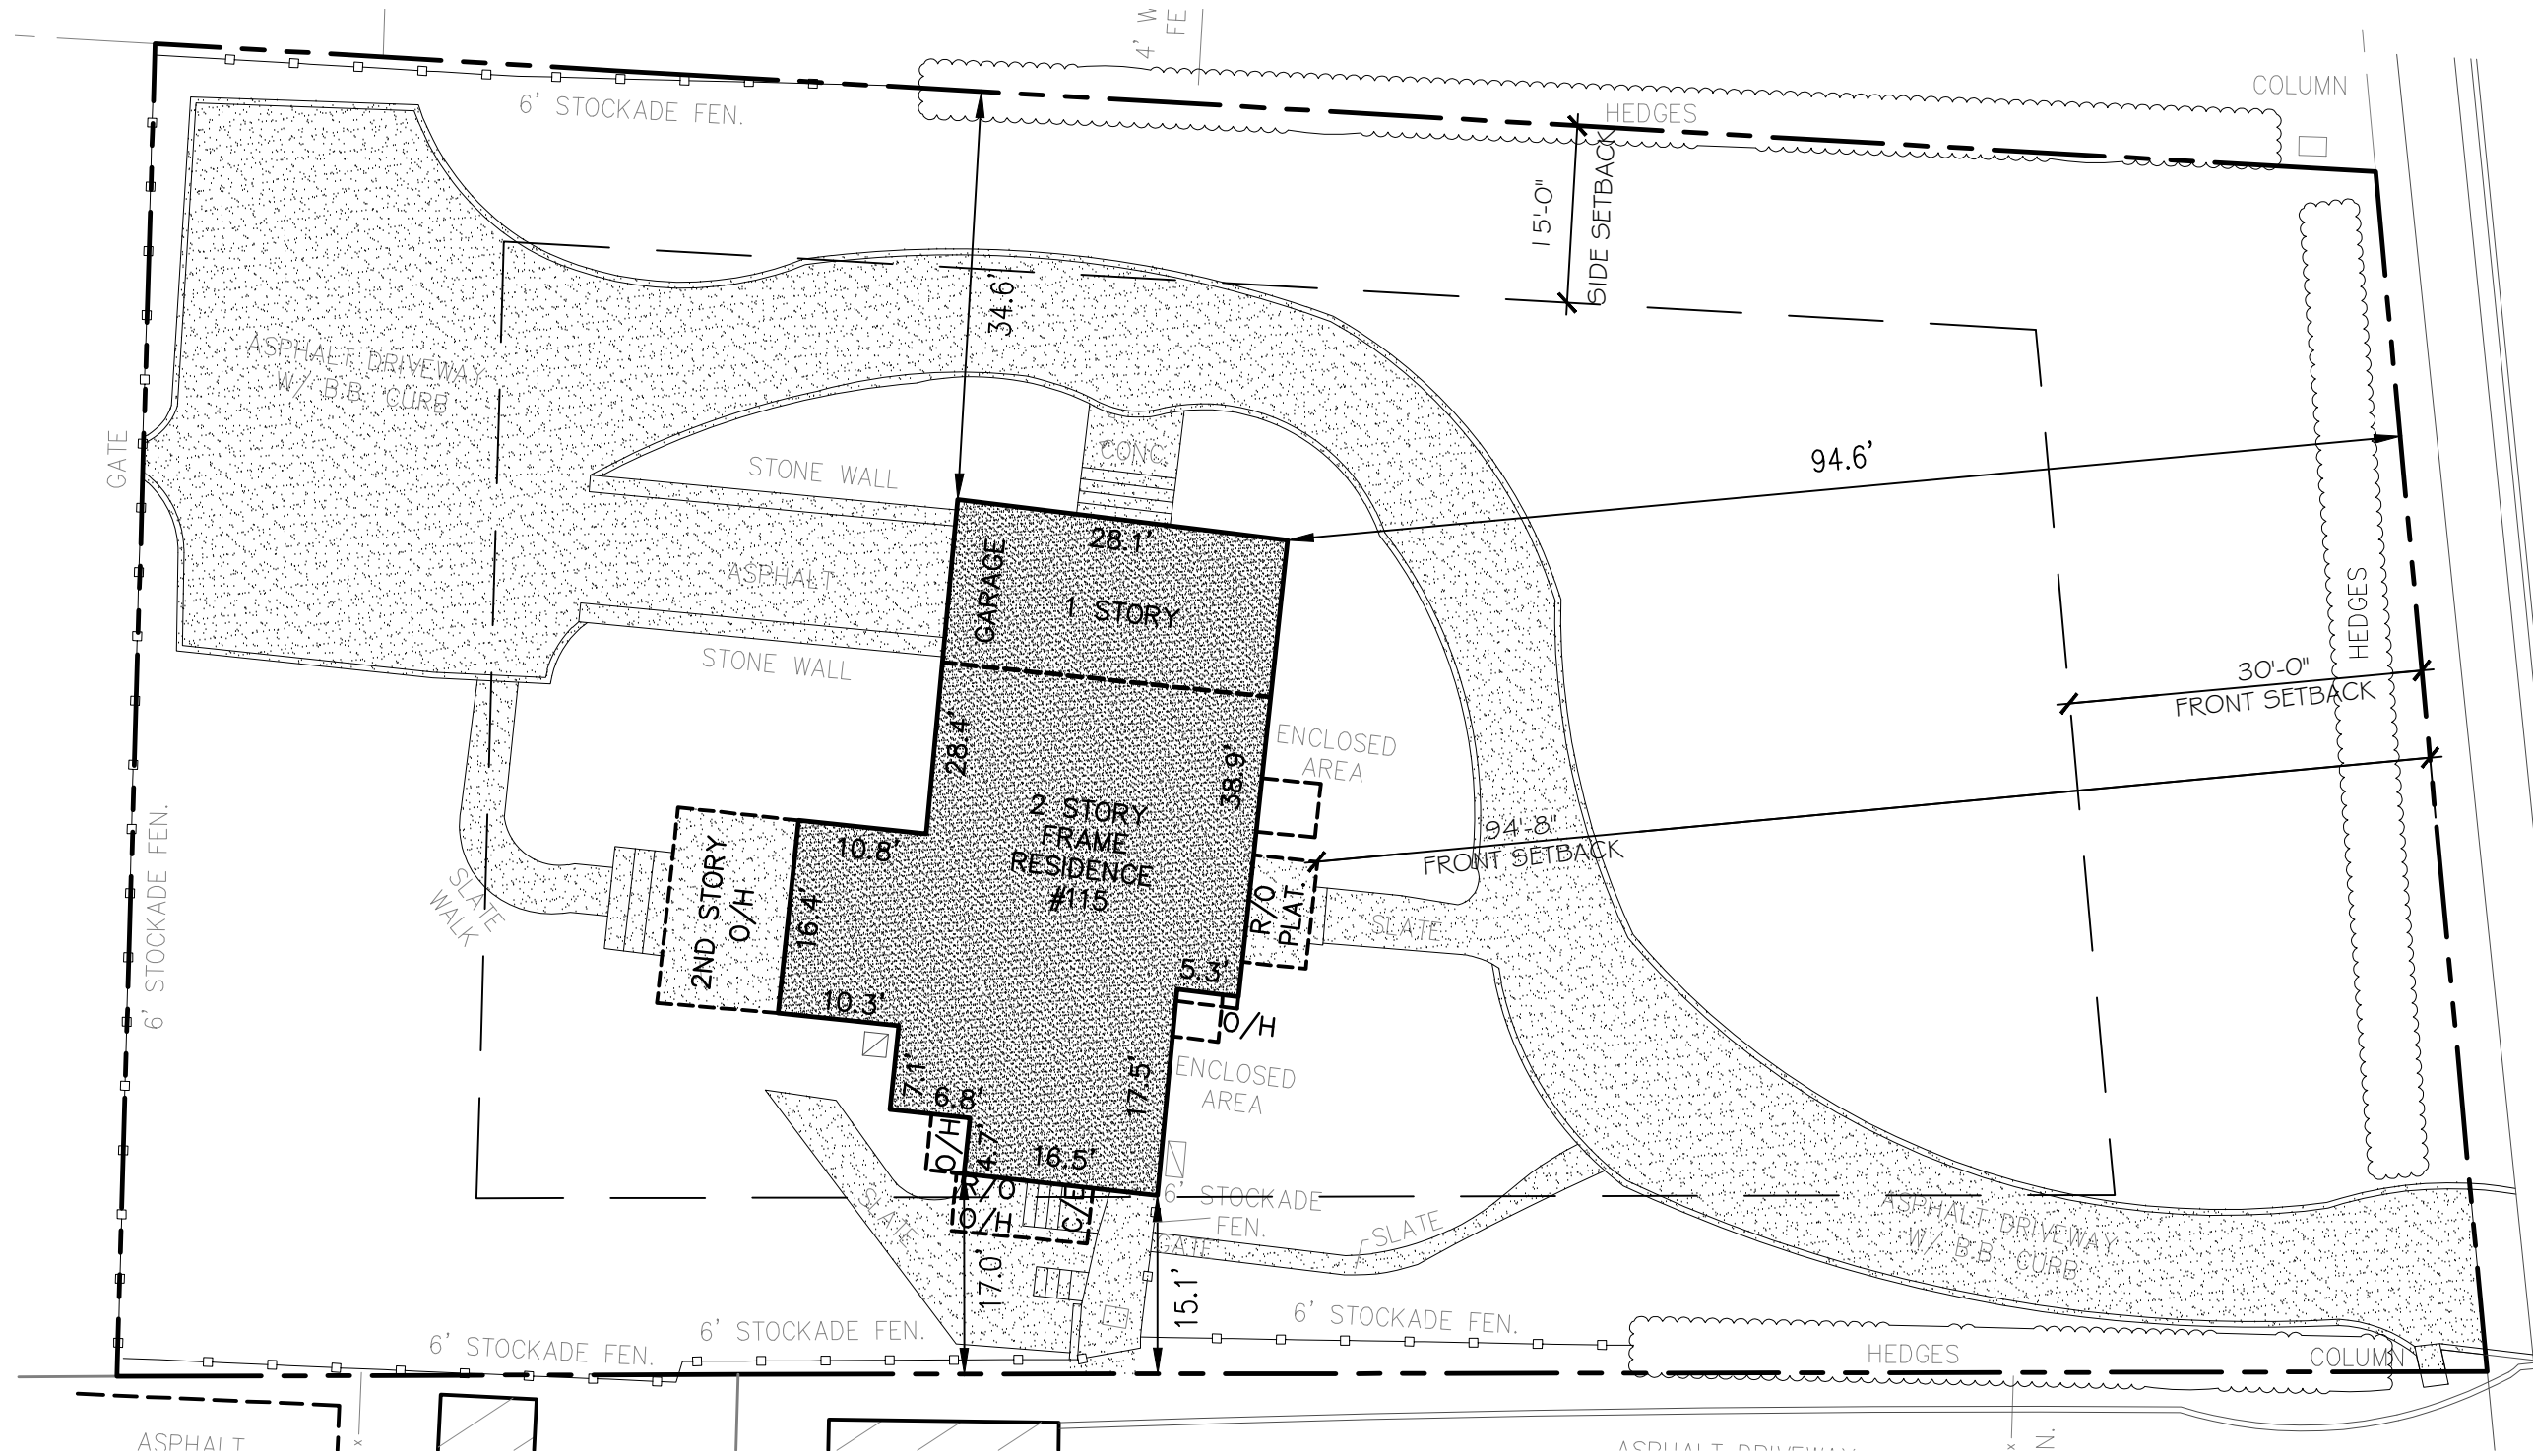 4' W
FE
COLUMN
6' STOCKADE FEN.
HEDGES
15'-0"
SIDE SETBACK
34.6'
ASPHALT DRIVEWAY
W/ B.B. CURB
GATE
STONE WALL
CONC.
94.6'
28.1'
GARAGE
1 STORY
ASPHALT
STONE WALL
HEDGES
30'-0"
FRONT SETBACK
28.4'
38.9'
ENCLOSED
AREA
2 STORY
FRAME
RESIDENCE
#115
10.8'
94'-8"
FRONT SETBACK
6' STOCKADE FEN.
SLATE
WALK
2ND STORY
O/H
16.4'
R/O
PLAT.
SLATE
5.3'
10.3'
O/H
ENCLOSED
AREA
7.1'
6.8'
17.5'
O/H
4.7'
16.5'
R/O
O/H
C/E
SLATE
6' STOCKADE
FEN.
GATE
SLATE
ASPHALT DRIVEWAY
W/ B.B. CURB
17.0'
15.1'
6' STOCKADE FEN.
6' STOCKADE FEN.
6' STOCKADE FEN.
HEDGES
COLUMN
ASPHALT
x
ASPHALT DRIVEWAY
x
N.